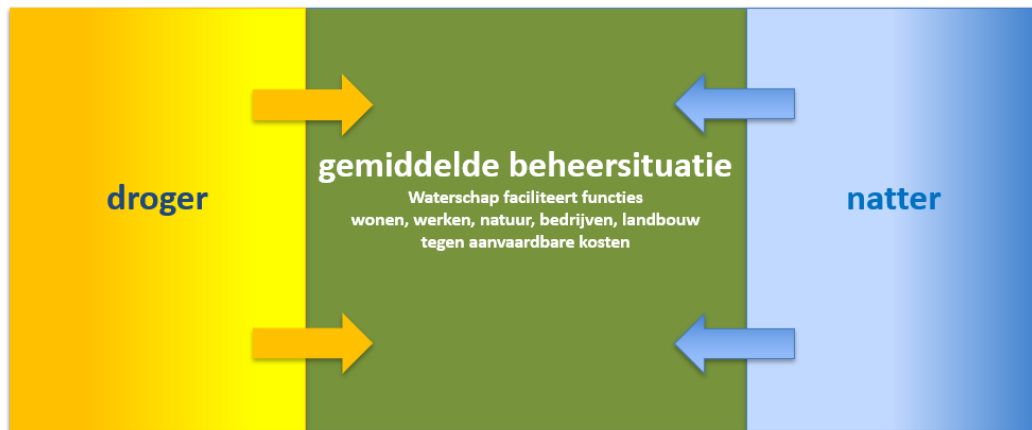 droger
gemiddelde beheersituatie
Waterschap faciliteert functies
wonen, werken, natuur, bedrijven, landbouw
tegen aanvaardbare kosten
natter